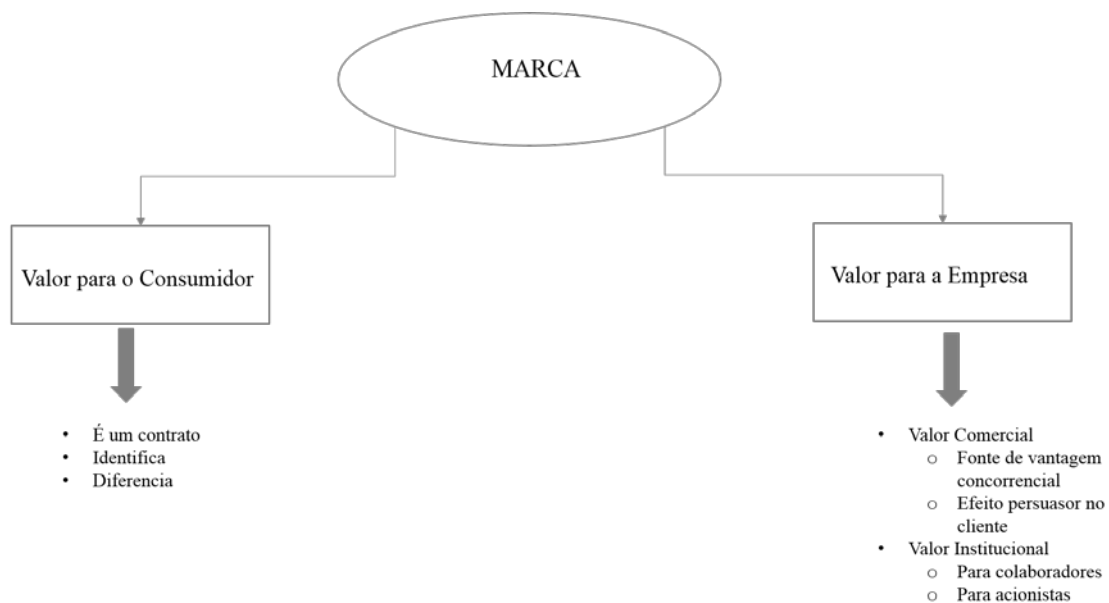 MARCA
Valor para o Consumidor
Valor para a Empresa
• É um contrato
• Identifica
• Diferencia
• Valor Comercial
o Fonte de vantagem
concorrencial
o Efeito persuasor no
cliente
• Valor Institucional
o Para colaboradores
o Para acionistas